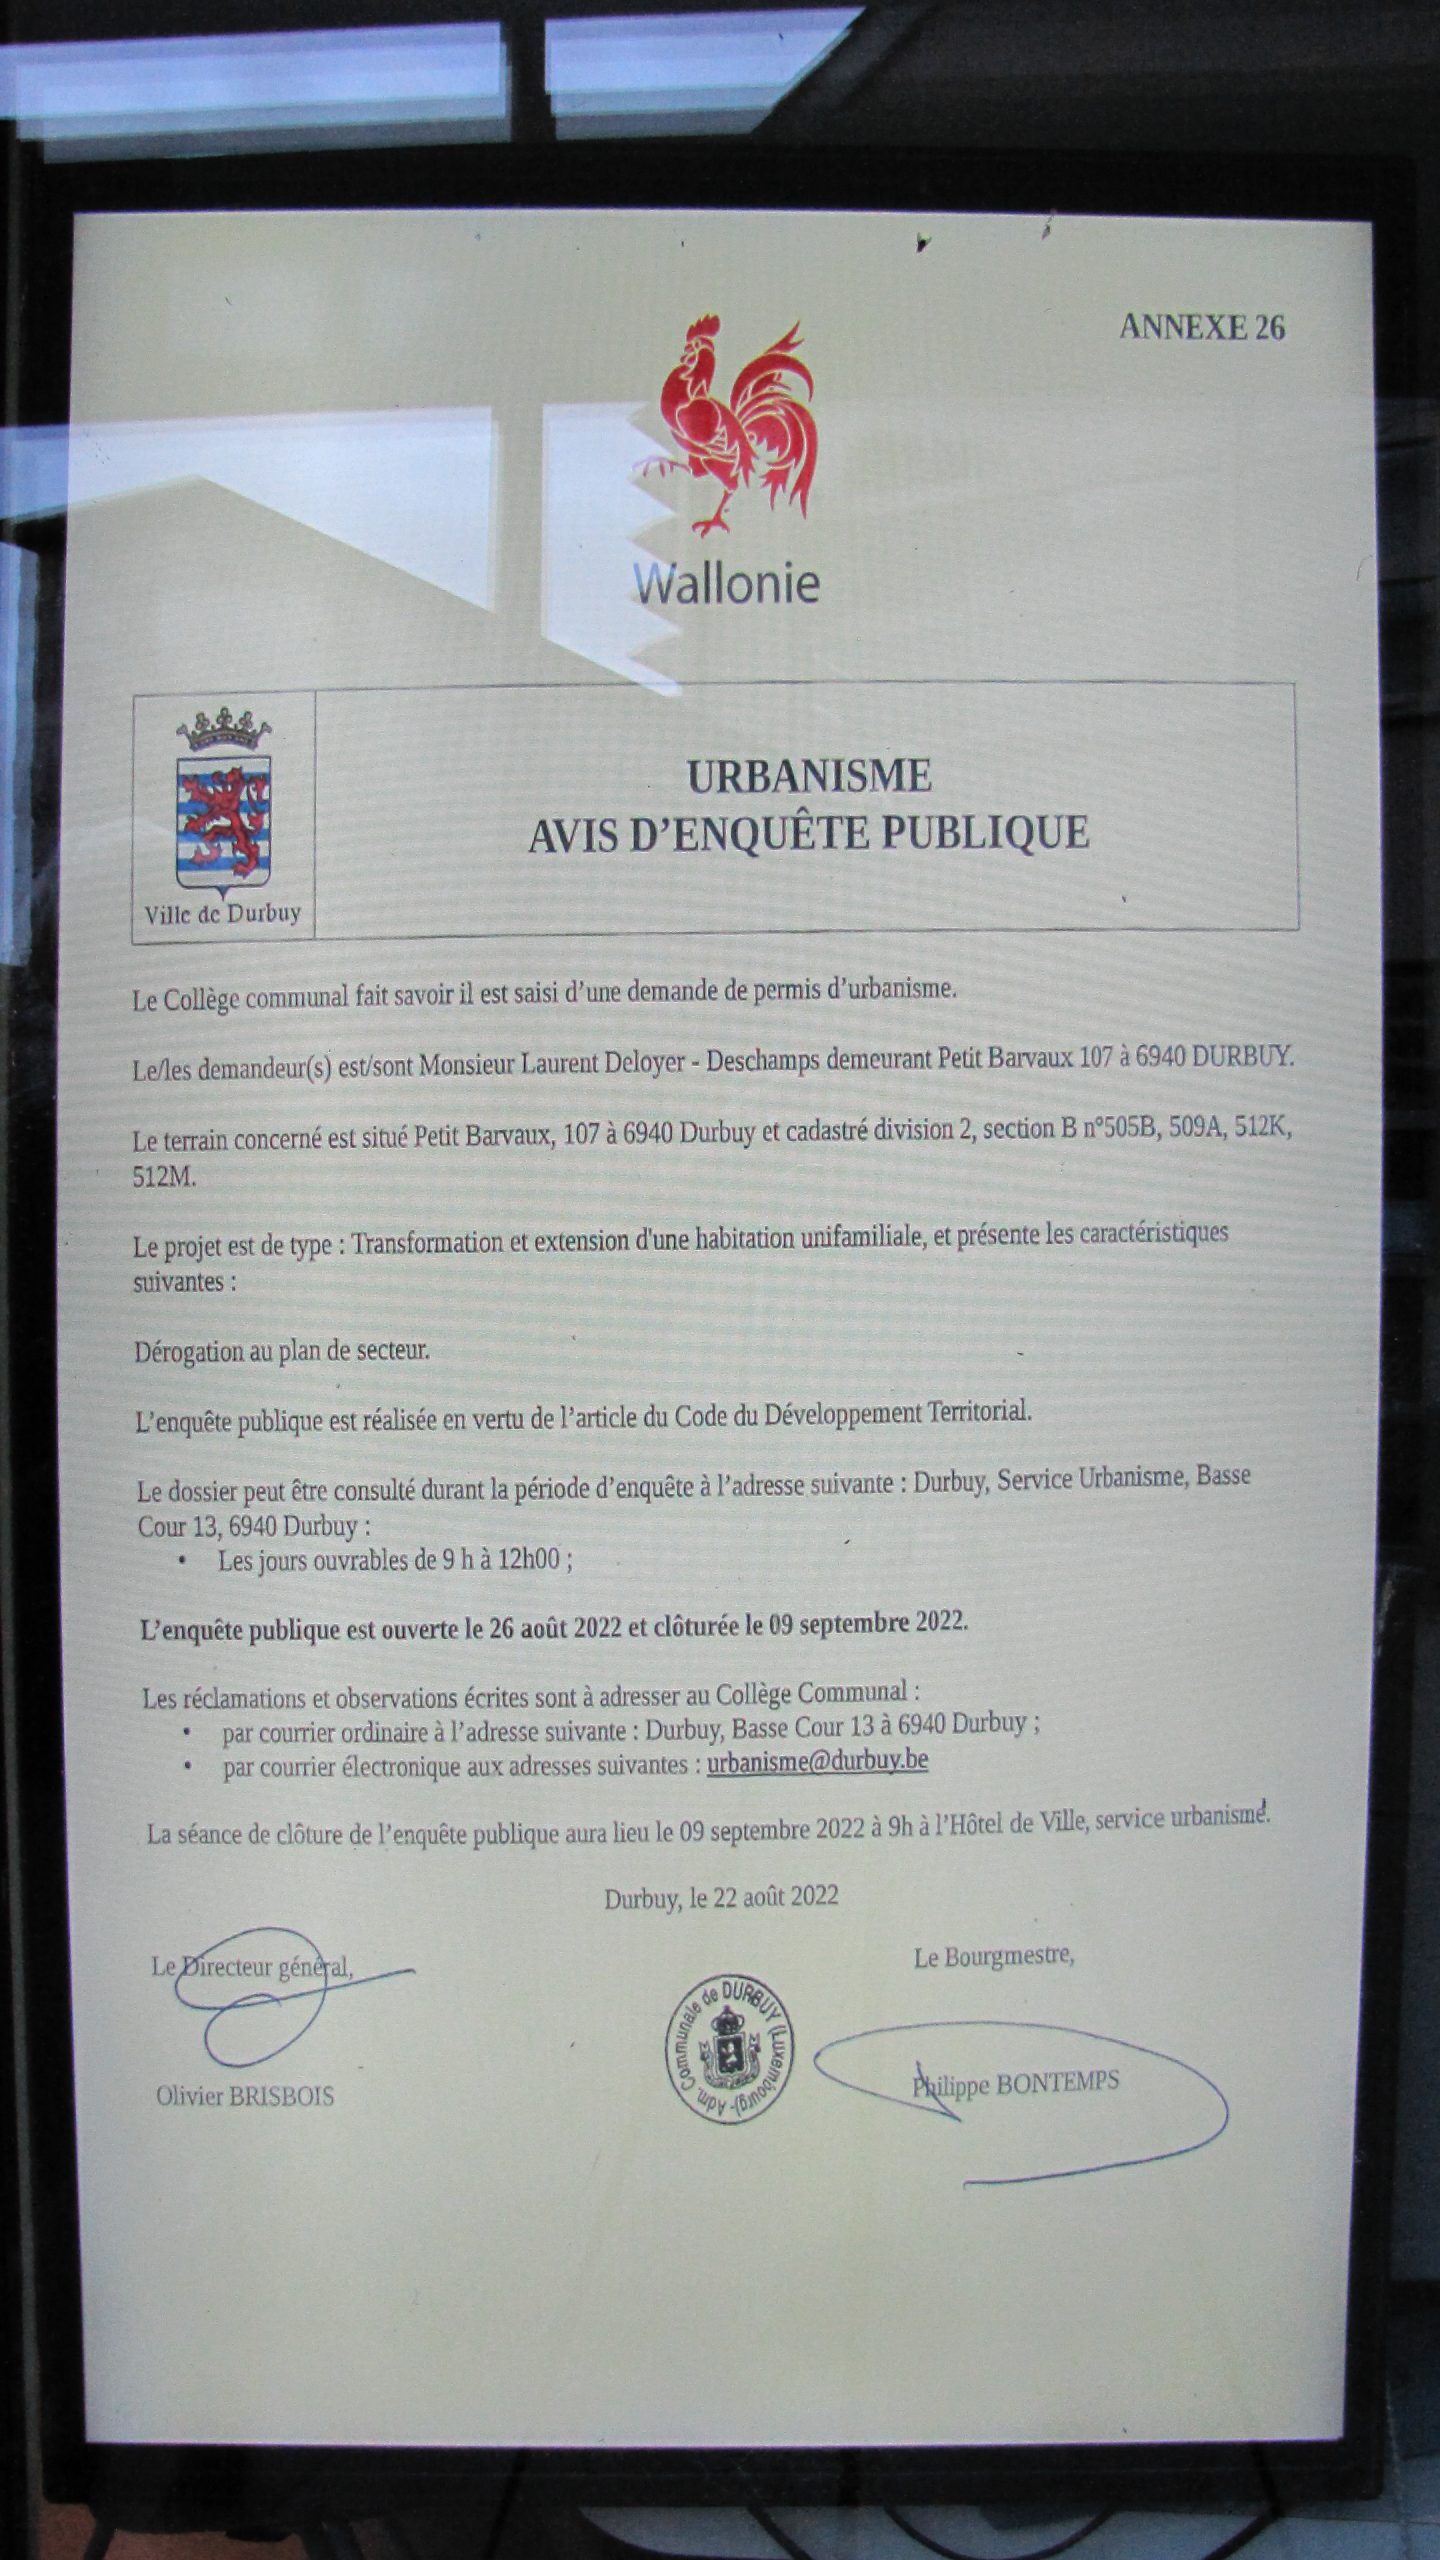 ANNEXE 26
Wallonie
URBANISME
AVIS D'ENQUÊTE PUBLIQUE
Ville de Durbuy
Le Collège communal fait savoir il est saisi d'une demande de permis d'urbanisme.
Le/les demandeur(s) est/sont Monsieur Laurent Deloyer - Deschamps demeurant Petit Barvaux 107 à 6940 DURBUY.
Le terrain concerné est situé Petit Barvaux, 107 à 6940 Durbuy et cadastré division 2, section B n°505B, 509A, 512K,
512M.
Le projet est de type : Transformation et extension d'une habitation unifamiliale, et présente les caractéristiques
suivantes :
Dérogation au plan de secteur.
L'enquête publique est réalisée en vertu de l'article du Code du Développement Territorial.
Le dossier peut être consulté durant la période d'enquête à l'adresse suivante : Durbuy, Service Urbanisme, Basse
Cour 13, 6940 Durbuy :
• Les jours ouvrables de 9 h à 12h00 ;
L'enquête publique est ouverte le 26 août 2022 et clôturée le 09 septembre 2022.
Les réclamations et observations écrites sont à adresser au Collège Communal :
• par courrier ordinaire à l'adresse suivante : Durbuy, Basse Cour 13 à 6940 Durbuy ;
• par courrier électronique aux adresses suivantes : urbanisme@durbuy.be
La séance de clôture de l'enquête publique aura lieu le 09 septembre 2022 à 9h à l'Hôtel de Ville, service urbanisme.
Durbuy, le 22 août 2022
Le Directeur général,
Le Bourgmestre,
Adm. Communale de DURBUY (Luxembourg)-
Olivier BRISBOIS
Philippe BONTEMPS